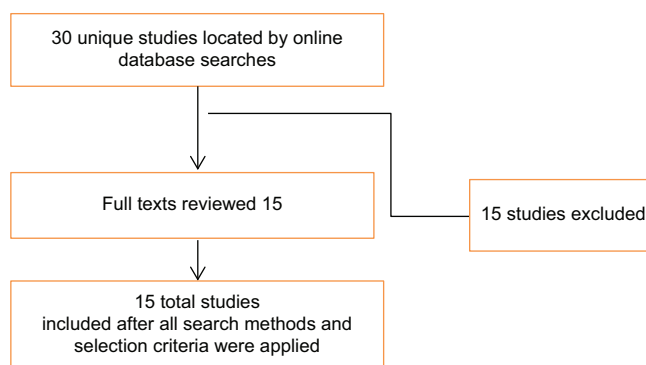 30 unique studies located by online
database searches
Full texts reviewed 15
15 studies excluded
15 total studies
included after all search methods and
selection criteria were applied